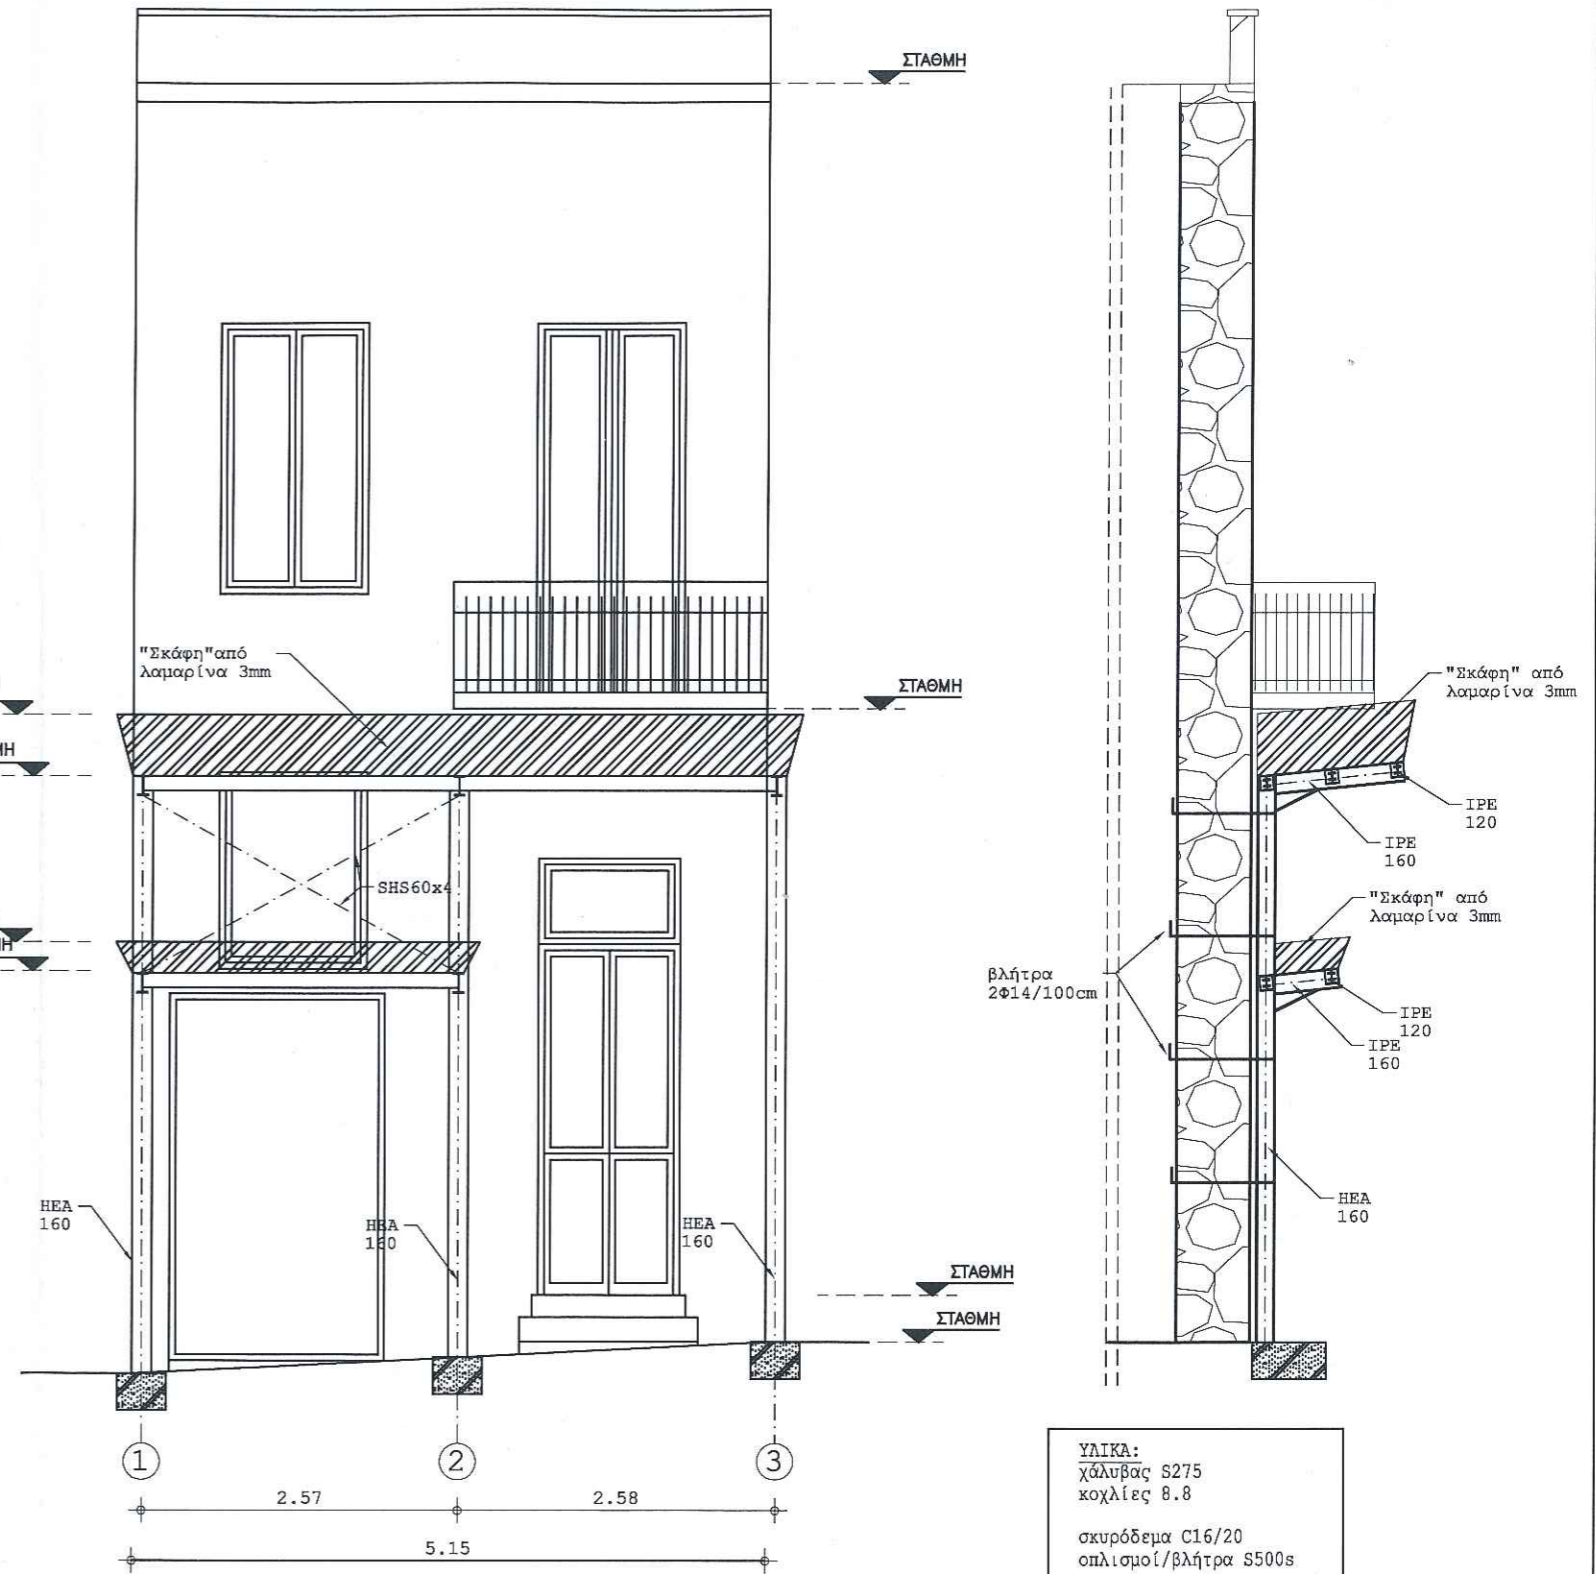 ΣΤΑΘΜΗ
"Σκάφη"από
λαμαρίνα 3mm
ΣΤΑΘΜΗ
"Σκάφη" από
λαμαρίνα 3mm
IPE
120
IPE
160
SHS60x4
"Σκάφη" από
λαμαρίνα 3mm
βλήτρα
2Φ14/100cm
IPE
120
IPE
160
HEA
160
HEA
160
HEA
160
HEA
160
ΣΤΑΘΜΗ
ΣΤΑΘΜΗ
1
2
3
2.57
2.58
5.15
ΥΛΙΚΑ:
χάλυβας S275
κοχλίες 8.8
σκυρόδεμα C16/20
οπλισμοί/βλήτρα S500s